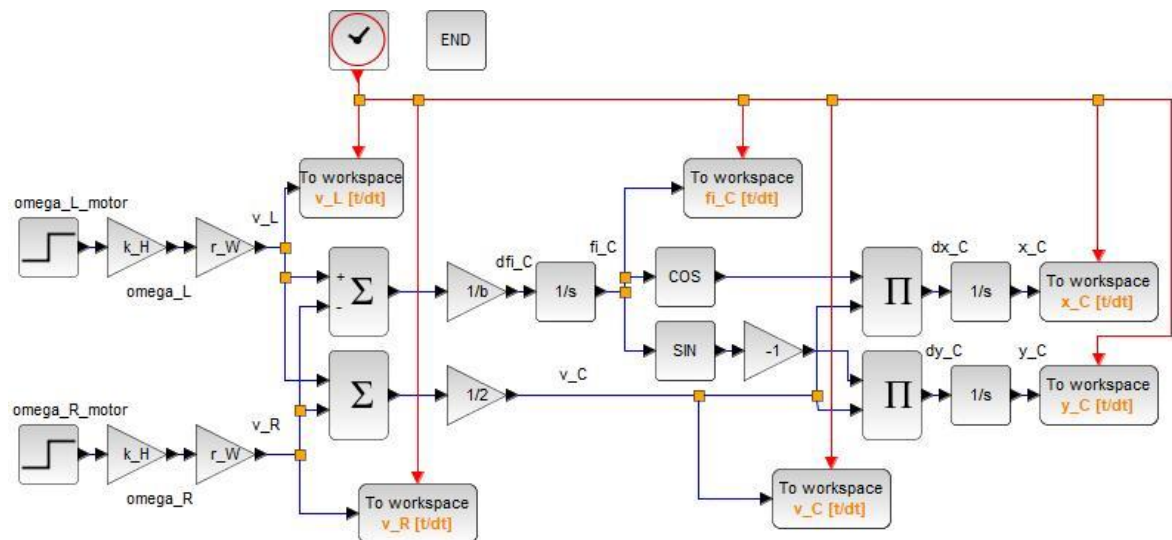 END
To workspace
v_L [t/dt]
To workspace
fi_C [t/dt]
omega_L_motor
k_H
r_W
v_L
omega_L
+
-
Σ
1/b
dfi_C
1/s
fi_C
COS
SIN
-1
Π
dx_C
1/s
x_C
To workspace
x_C [t/dt]
Σ
1/2
v_C
Π
dy_C
1/s
y_C
To workspace
y_C [t/dt]
omega_R_motor
k_H
r_W
v_R
omega_R
To workspace
v_R [t/dt]
To workspace
v_C [t/dt]